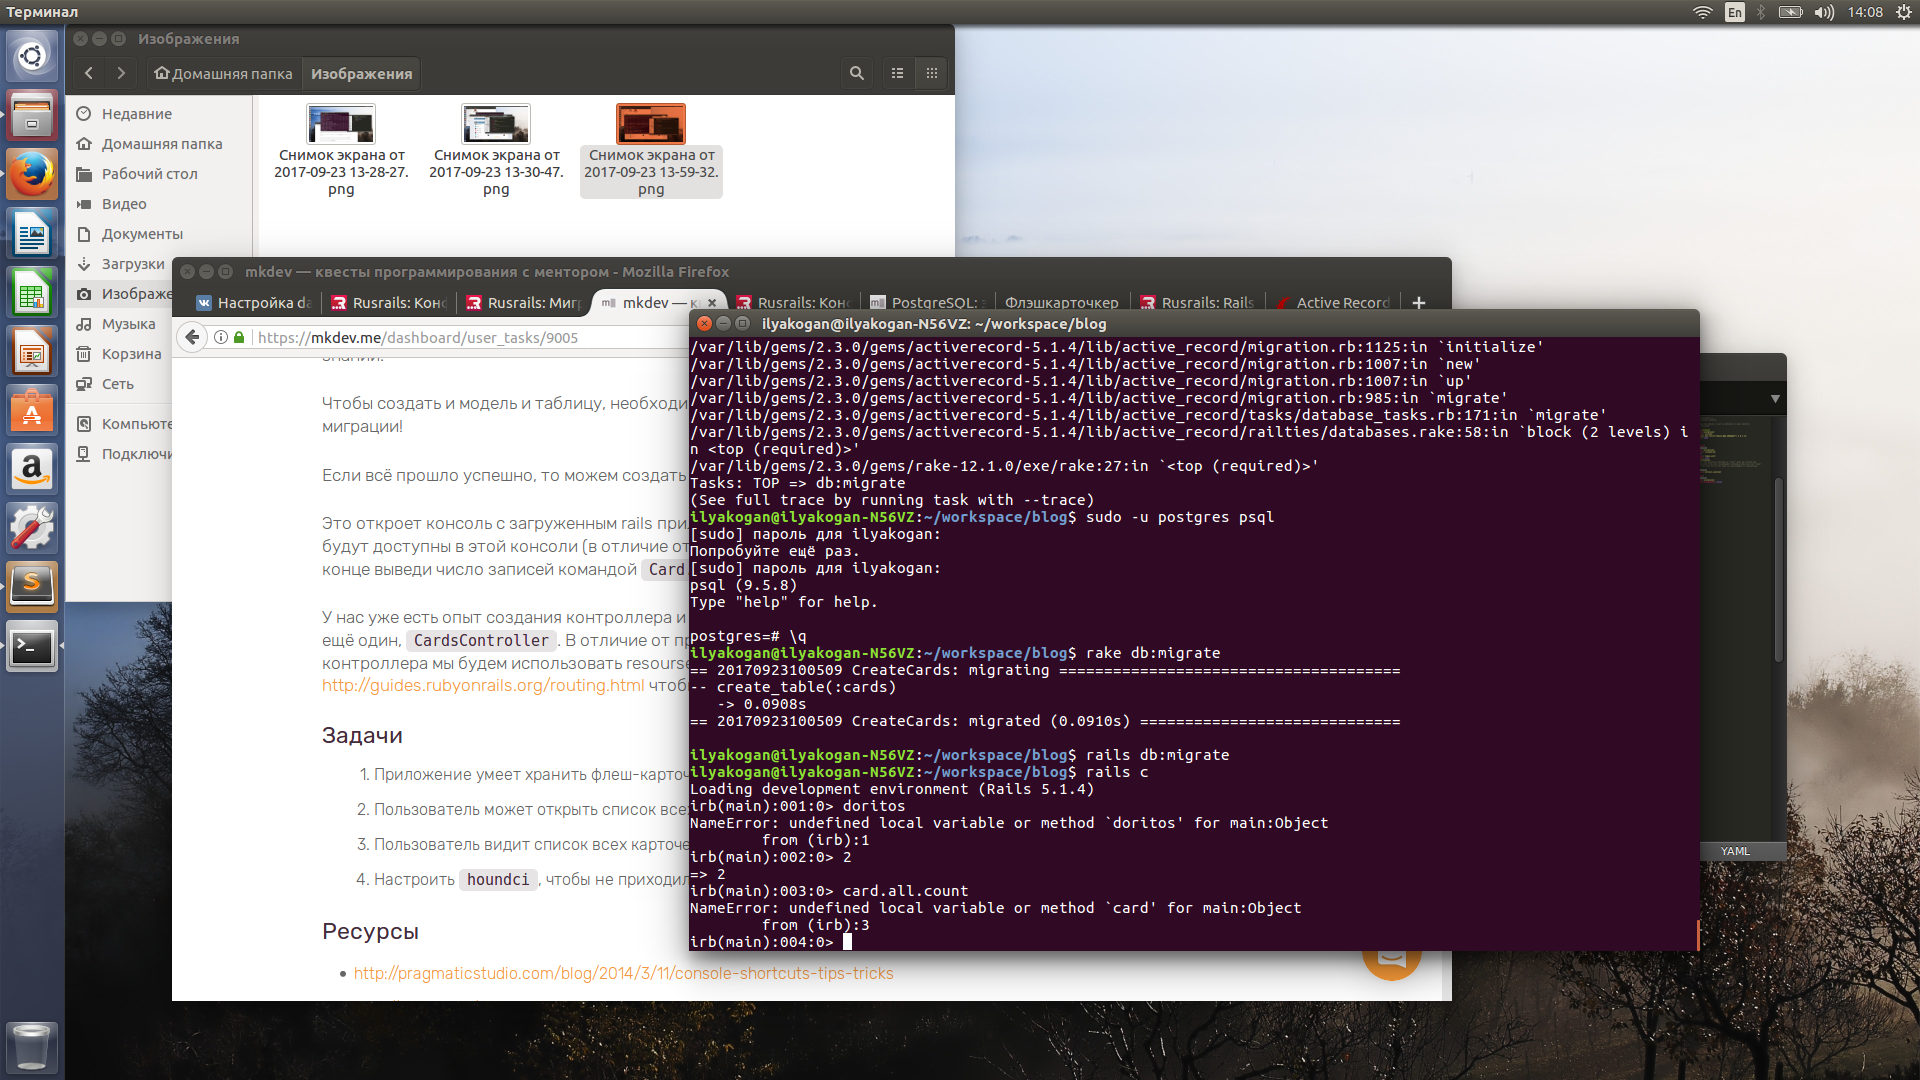 Терминал
En
14:08
Изображения
Домашняя папка
Изображения
Недавние
Домашняя папка
Рабочий стол
Видео
Документы
Загрузки
Изображе
Музыка
Корзина
Сеть
Компьюте
Подключи
Снимок экрана от
2017-09-23 13-28-27.
png
Снимок экрана от
2017-09-23 13-30-47.
png
Снимок экрана от
2017-09-23 13-59-32.
png
mkdev — квесты программирования с ментором - Mozilla Firefox
Настройка da
Rusrails: Конс
Rusrails: Миг
mkdev — к
Rusrails: Кон
PostgreSQL:
Флэшкарточкер
Rusrails: Rails
Active Record
https://mkdev.me/dashboard/user_tasks/9005
знаний.
Чтобы создать и модель и таблицу, необходи
миграции!
Если всё прошло успешно, то можем создать
Это откроет консоль с загруженным rails при
будут доступны в этой консоли (в отличие от
конце выведи число записей командой Card
У нас уже есть опыт создания контроллера и
ещё один, CardsController. В отличие от пр
контроллера мы будем использовать resourse
http://guides.rubyonrails.org/routing.html чтоб
Задачи
1. Приложение умеет хранить флеш-карточ
2. Пользователь может открыть список всех
3. Пользователь видит список всех карточе
4. Настроить houndci, чтобы не приходил
Ресурсы
http://pragmaticstudio.com/blog/2014/3/11/console-shortcuts-tips-tricks
ilyakogan@ilyakogan-N56VZ: ~/workspace/blog
/var/lib/gems/2.3.0/gems/activerecord-5.1.4/lib/active_record/migration.rb:1125:in `initialize'
/var/lib/gems/2.3.0/gems/activerecord-5.1.4/lib/active_record/migration.rb:1007:in `new'
/var/lib/gems/2.3.0/gems/activerecord-5.1.4/lib/active_record/migration.rb:1007:in `up'
/var/lib/gems/2.3.0/gems/activerecord-5.1.4/lib/active_record/migration.rb:985:in `migrate'
/var/lib/gems/2.3.0/gems/activerecord-5.1.4/lib/active_record/tasks/database_tasks.rb:171:in `migrate'
/var/lib/gems/2.3.0/gems/activerecord-5.1.4/lib/active_record/railties/databases.rake:58:in `block (2 levels) i
n <top (required)>'
/var/lib/gems/2.3.0/gems/rake-12.1.0/exe/rake:27:in `<top (required)>'
Tasks: TOP => db:migrate
(See full trace by running task with --trace)
ilyakogan@ilyakogan-N56VZ:~/workspace/blog$ sudo -u postgres psql
[sudo] пароль для ilyakogan:
Попробуйте ещё раз.
[sudo] пароль для ilyakogan:
psql (9.5.8)
Type "help" for help.
postgres=# \q
ilyakogan@ilyakogan-N56VZ:~/workspace/blog$ rake db:migrate
== 20170923100509 CreateCards: migrating ======================================
-- create_table(:cards)
-> 0.0908s
== 20170923100509 CreateCards: migrated (0.0910s) =============================
ilyakogan@ilyakogan-N56VZ:~/workspace/blog$ rails db:migrate
ilyakogan@ilyakogan-N56VZ:~/workspace/blog$ rails c
Loading development environment (Rails 5.1.4)
irb(main):001:0> doritos
NameError: undefined local variable or method `doritos' for main:Object
from (irb):1
irb(main):002:0> 2
=> 2
irb(main):003:0> card.all.count
NameError: undefined local variable or method `card' for main:Object
from (irb):3
irb(main):004:0>
YAML